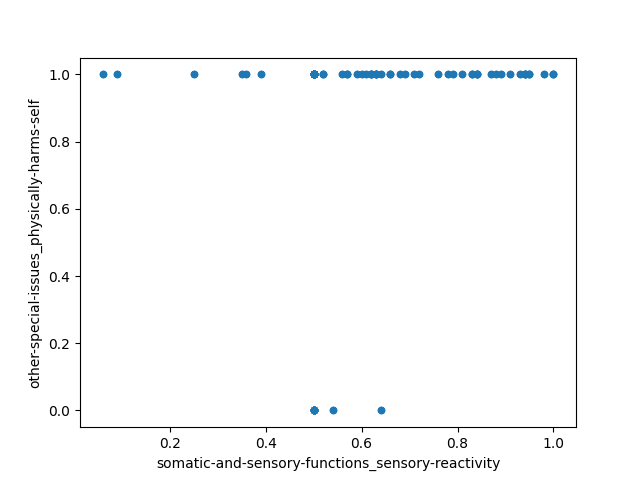 1.0
0.8
0.6
0.4
0.2
0.0
other-special-issues_physically-harms-self
0.2 0.4 0.6 0.8 1.0
somatic-and-sensory-functions_sensory-reactivity